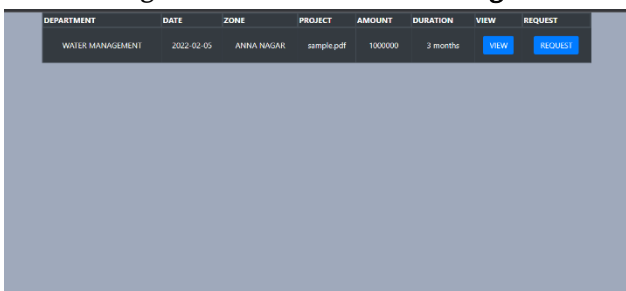 DEPARTMENT DATE ZONE PROJECT AMOUNT DURATION VIEW REQUEST
WATER MANAGEMENT 2022-02-05 ANNA NAGAR sample.pdf 1000000 3 months VIEW REQUEST